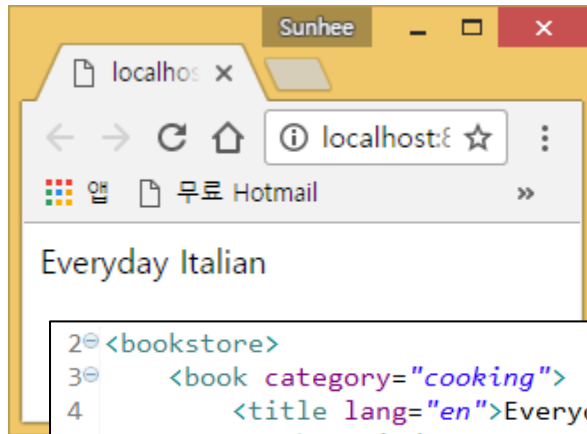 Sunhee
localhos
localhost:8
앱 무료 Hotmail »
Everyday Italian
2 <bookstore>
3 <book category="cooking">
4 <title lang="en">Every